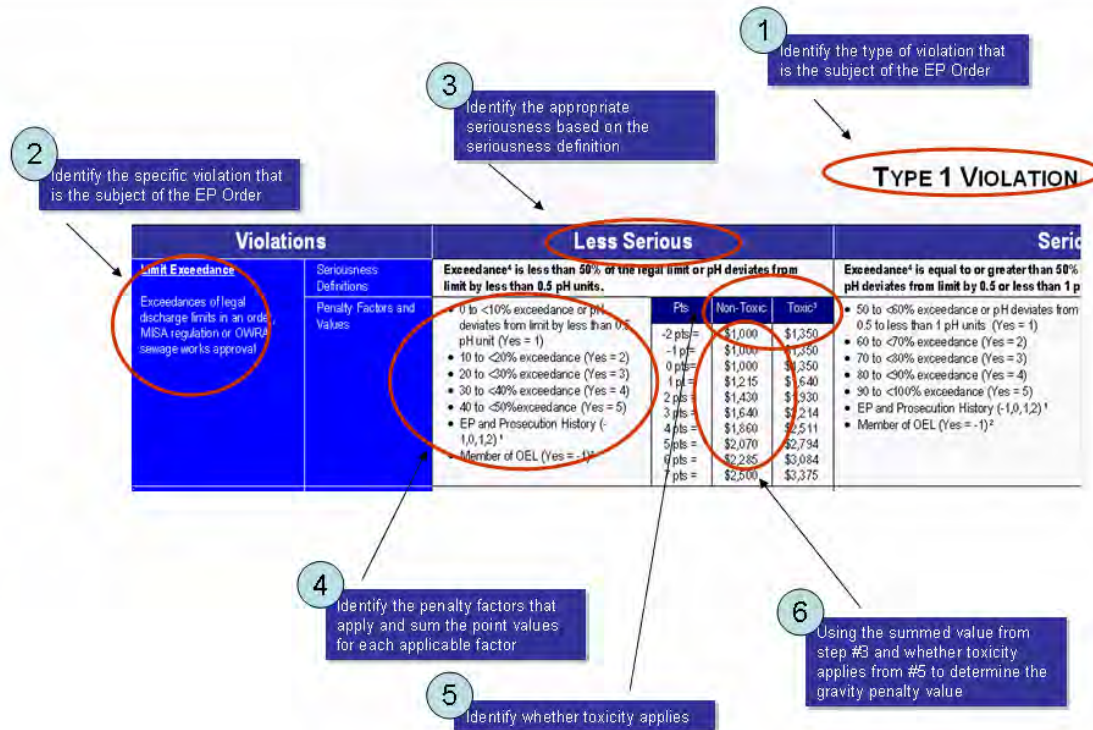 1
Identify the type of violation that
is the subject of the EP Order
3
Identify the appropriate
seriousness based on the
seriousness definition
2
Identify the specific violation that
is the subject of the EP Order
TYPE 1 VIOLATION
Violations
Less Serious
Limit Exceedance
Exceedances of legal
discharge limits in an order,
MISA regulation or OWRA
sewage works approval
Seriousness
Definitions
Penalty Factors and
Values
Exceedance⁴ is less than 50% of the legal limit or pH deviates from
limit by less than 0.5 pH units.
• 0 to <10% exceedance or pH
deviates from limit by less than 0.5
pH unit (Yes = 1)
• 10 to <20% exceedance (Yes = 2)
• 20 to <30% exceedance (Yes = 3)
• 30 to <40% exceedance (Yes = 4)
• 40 to <50%exceedance (Yes = 5)
• EP and Prosecution History (-
1,0,1,2) ¹
• Member of OEL (Yes = -1)
Pts Non-Toxic Toxic³
-2 pts = $1,000 $1,350
-1 pt = $1,000 $1,350
0 pts = $1,000 $1,350
1 pt = $1,215
2 pts = $1,430
3 pts = $1,640 $2,214
4 pts = $1,860 $2,511
5 pts = $2,070 $2,794
6 pts = $2,285 $3,084
7 pts = $2,500 $3,375
Exceedance⁴ is equal to or greater than 50%
pH deviates from limit by 0.5 or less than 1 p
• 50 to <60% exceedance or pH deviates from
0.5 to less than 1 pH units (Yes = 1)
• 60 to <70% exceedance (Yes = 2)
• 70 to <80% exceedance (Yes = 3)
• 80 to <90% exceedance (Yes = 4)
• 90 to <100% exceedance (Yes = 5)
• EP and Prosecution History (-1,0,1,2) ¹
• Member of OEL (Yes = -1) ²
4
Identify the penalty factors that
apply and sum the point values
for each applicable factor
5
Identify whether toxicity applies
6
Using the summed value from
step #3 and whether toxicity
applies from #5 to determine the
gravity penalty value